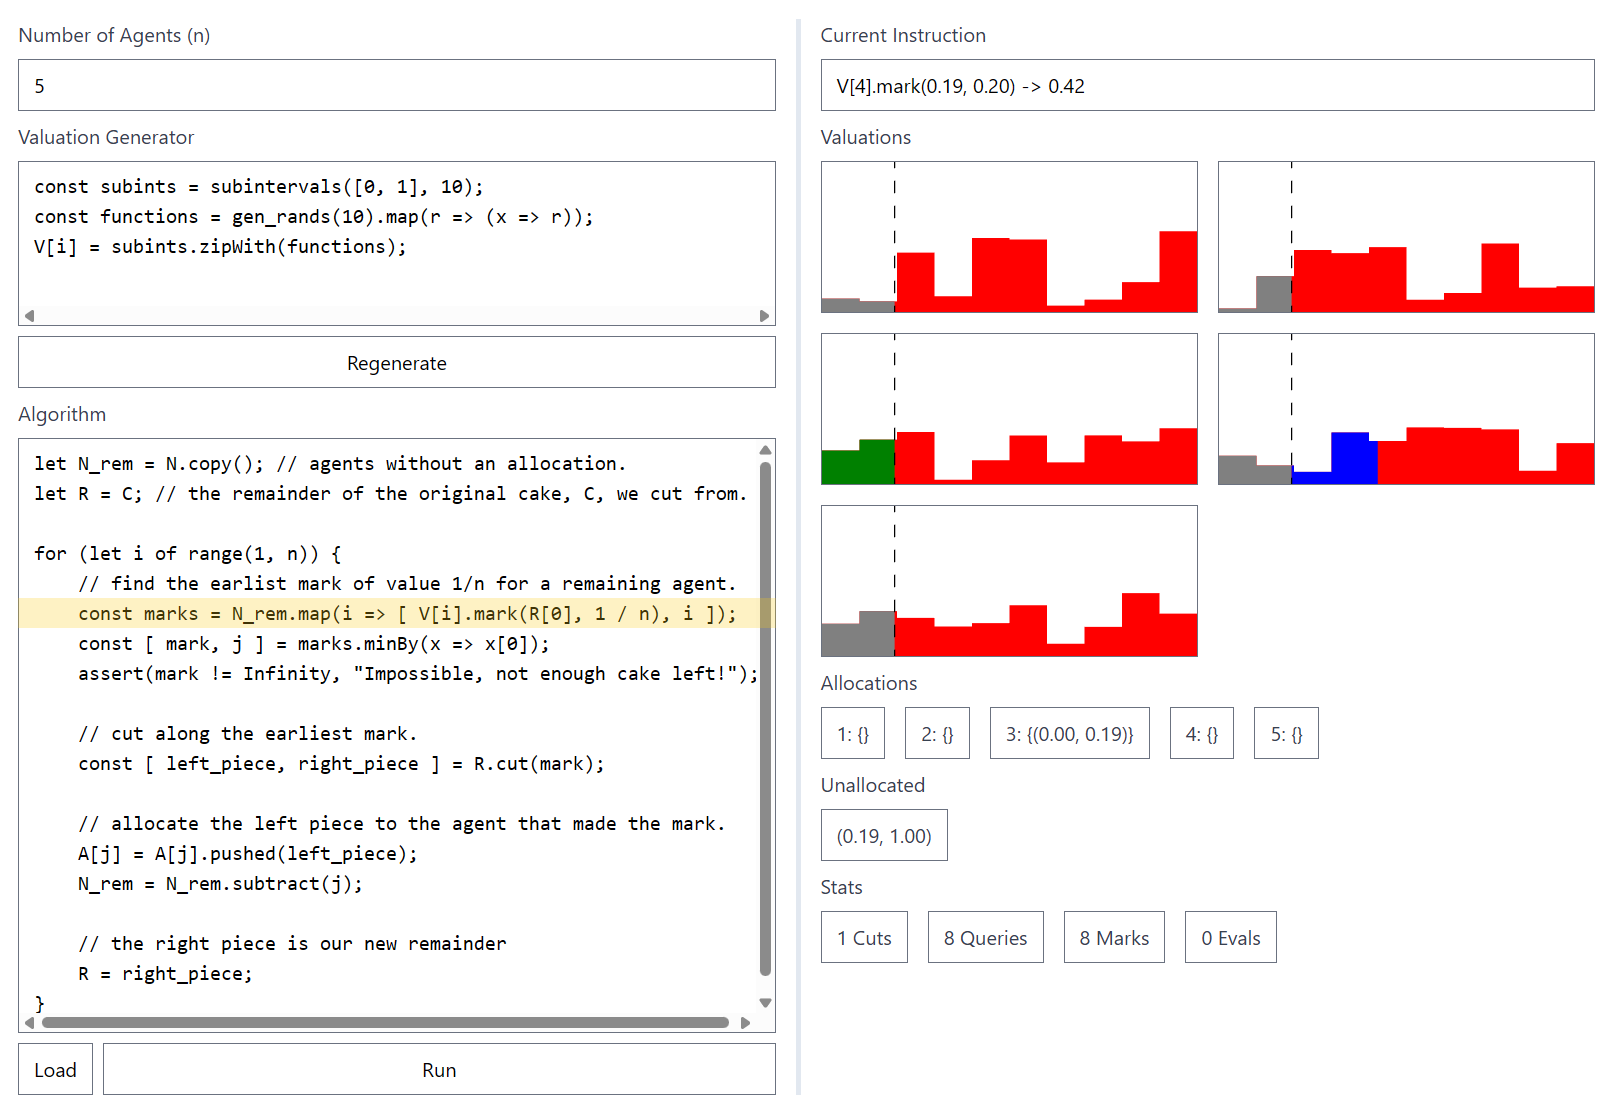 Number of Agents (n)
5
Valuation Generator
const subints = subintervals([0, 1], 10);
const functions = gen_rands(10).map(r => (x => r));
V[i] = subints.zipWith(functions);
Regenerate
Algorithm
let N_rem = N.copy(); // agents without an allocation.
let R = C; // the remainder of the original cake, C, we cut from.
for (let i of range(1, n)) {
// find the earlist mark of value 1/n for a remaining agent.
const marks = N_rem.map(i => [ V[i].mark(R[0], 1 / n), i ]);
const [ mark, j ] = marks.minBy(x => x[0]);
assert(mark != Infinity, "Impossible, not enough cake left!");
// cut along the earliest mark.
const [ left_piece, right_piece ] = R.cut(mark);
// allocate the left piece to the agent that made the mark.
A[j] = A[j].pushed(left_piece);
N_rem = N_rem.subtract(j);
// the right piece is our new remainder
R = right_piece;
}
Load
Run
Current Instruction
V[4].mark(0.19, 0.20) -> 0.42
Valuations
Allocations
1: {}
2: {}
3: {(0.00, 0.19)}
4: {}
5: {}
Unallocated
(0.19, 1.00)
Stats
1 Cuts
8 Queries
8 Marks
0 Evals